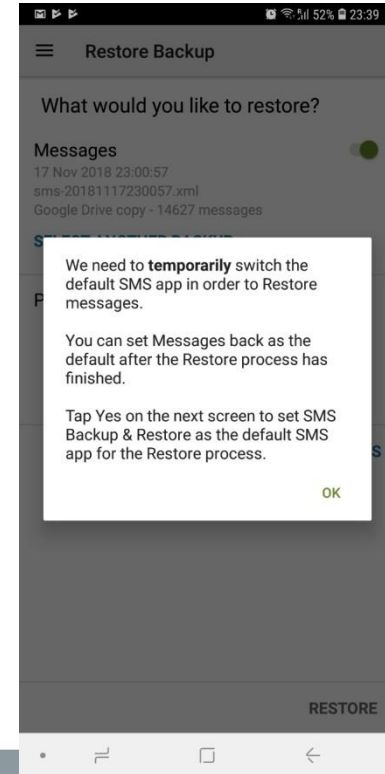 52% 23:39
Restore Backup
What would you like to restore?
Messages
17 Nov 2018 23:00:57
sms-20181117230057.xml
Google Drive copy - 14627 messages
We need to temporarily switch the
default SMS app in order to Restore
messages.
You can set Messages back as the
default after the Restore process has
finished.
Tap Yes on the next screen to set SMS
Backup & Restore as the default SMS
app for the Restore process.
OK
RESTORE